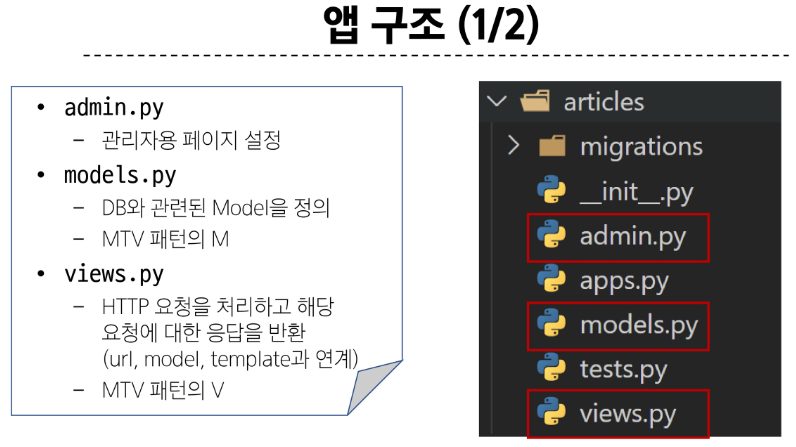 앱 구조 (1/2)
• admin.py
– 관리자용 페이지 설정
• models.py
– DB와 관련된 Model을 정의
– MTV 패턴의 M
• views.py
– HTTP 요청을 처리하고 해당
요청에 대한 응답을 반환
(url, model, template과 연계)
– MTV 패턴의 V
articles
migrations
__init__.py
admin.py
apps.py
models.py
tests.py
views.py